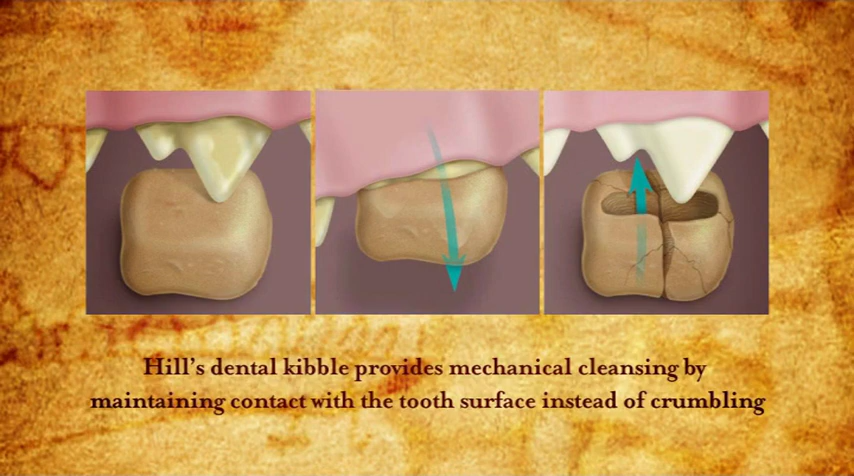 Hill's dental kibble provides mechanical cleansing by
maintaining contact with the tooth surface instead of crumbling